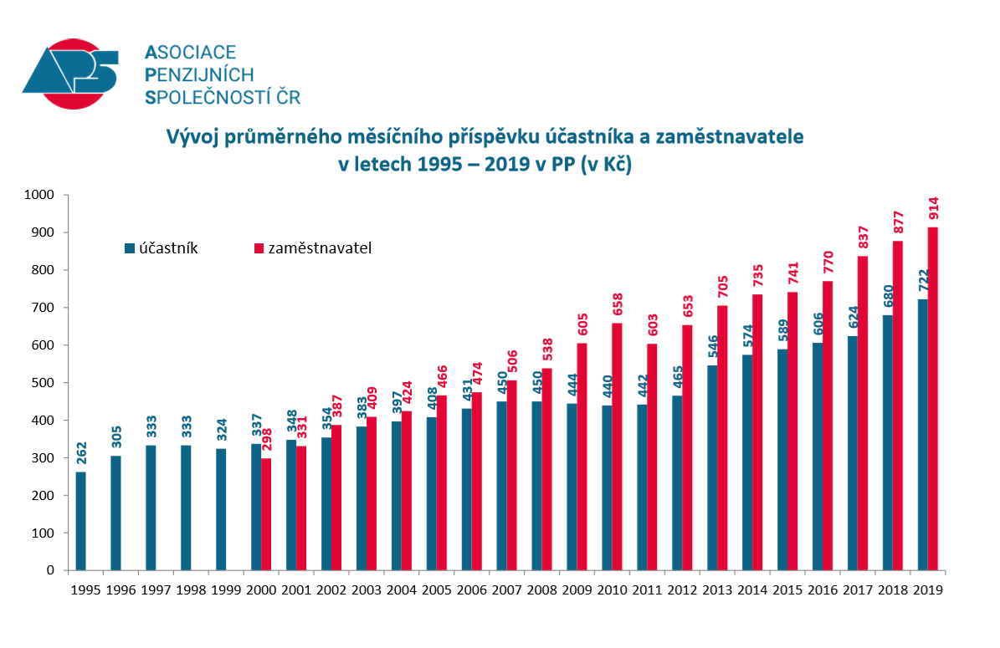 APS
ASOCIACE
PENZIJNÍCH
SPOLEČNOSTÍ ČR
Vývoj průměrného měsíčního příspěvku účastníka a zaměstnavatele
v letech 1995 – 2019 v PP (v Kč)
účastník zaměstnavatel
1000
900
800
700
600
500
400
300
200
100
0
262 305 333 333 324 337 298 348 331 354 387 383 409 397 424 408 466 431 474 450 506 450 538 444 605 440 658 442 603 465 653 546 705 574 735 589 741 606 770 624 837 680 877 722 914
1995 1996 1997 1998 1999 2000 2001 2002 2003 2004 2005 2006 2007 2008 2009 2010 2011 2012 2013 2014 2015 2016 2017 2018 2019